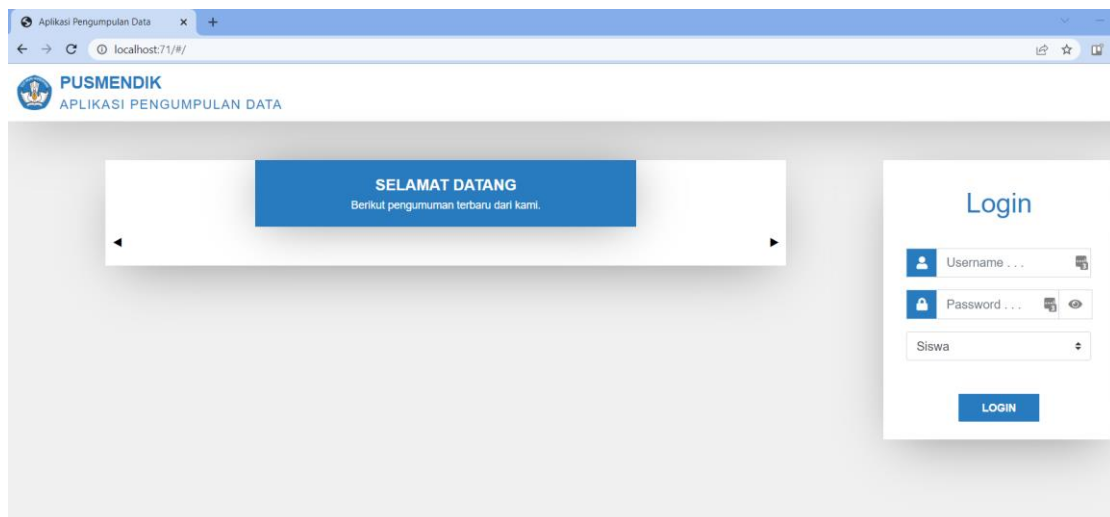 Aplikasi Pengumpulan Data
localhost:71/#/
PUSMENDIK
APLIKASI PENGUMPULAN DATA
SELAMAT DATANG
Berikut pengumuman terbaru dari kami.
Login
Username . . .
Password . . .
Siswa
LOGIN